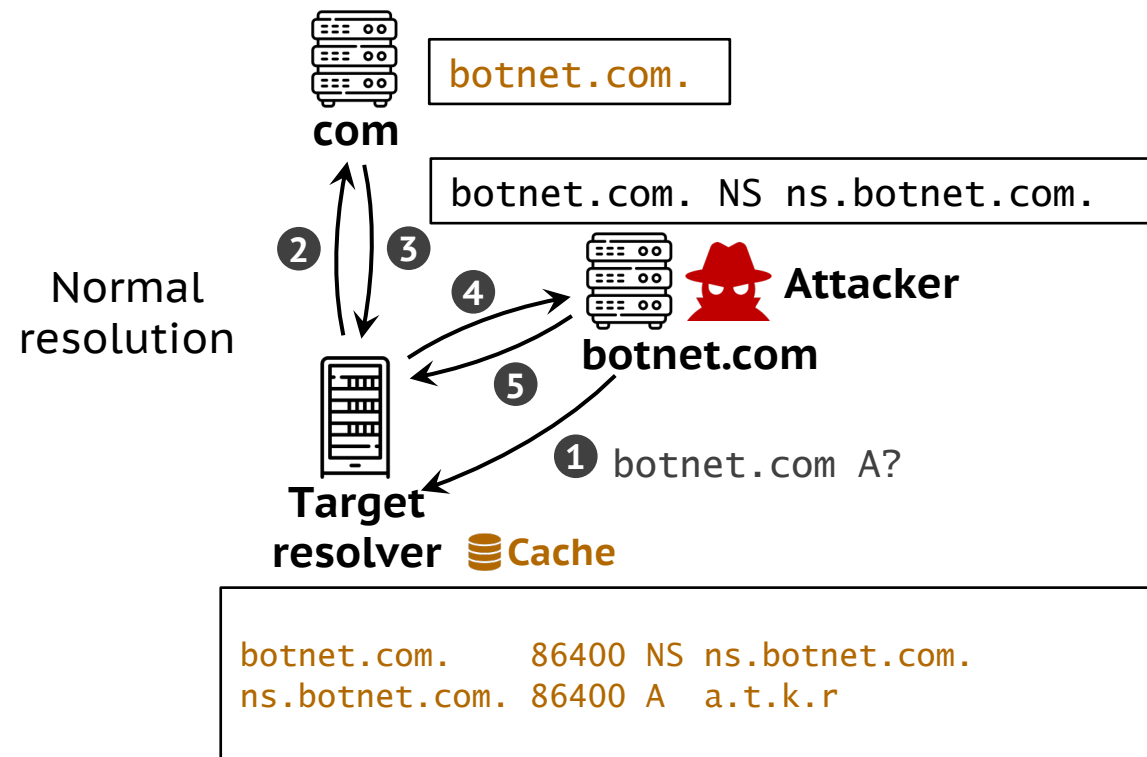 botnet.com.
com
botnet.com. NS ns.botnet.com.
2
3
Normal
resolution
4
Attacker
botnet.com
5
1 botnet.com A?
Target
resolver
Cache
botnet.com. 86400 NS ns.botnet.com.
ns.botnet.com. 86400 A a.t.k.r